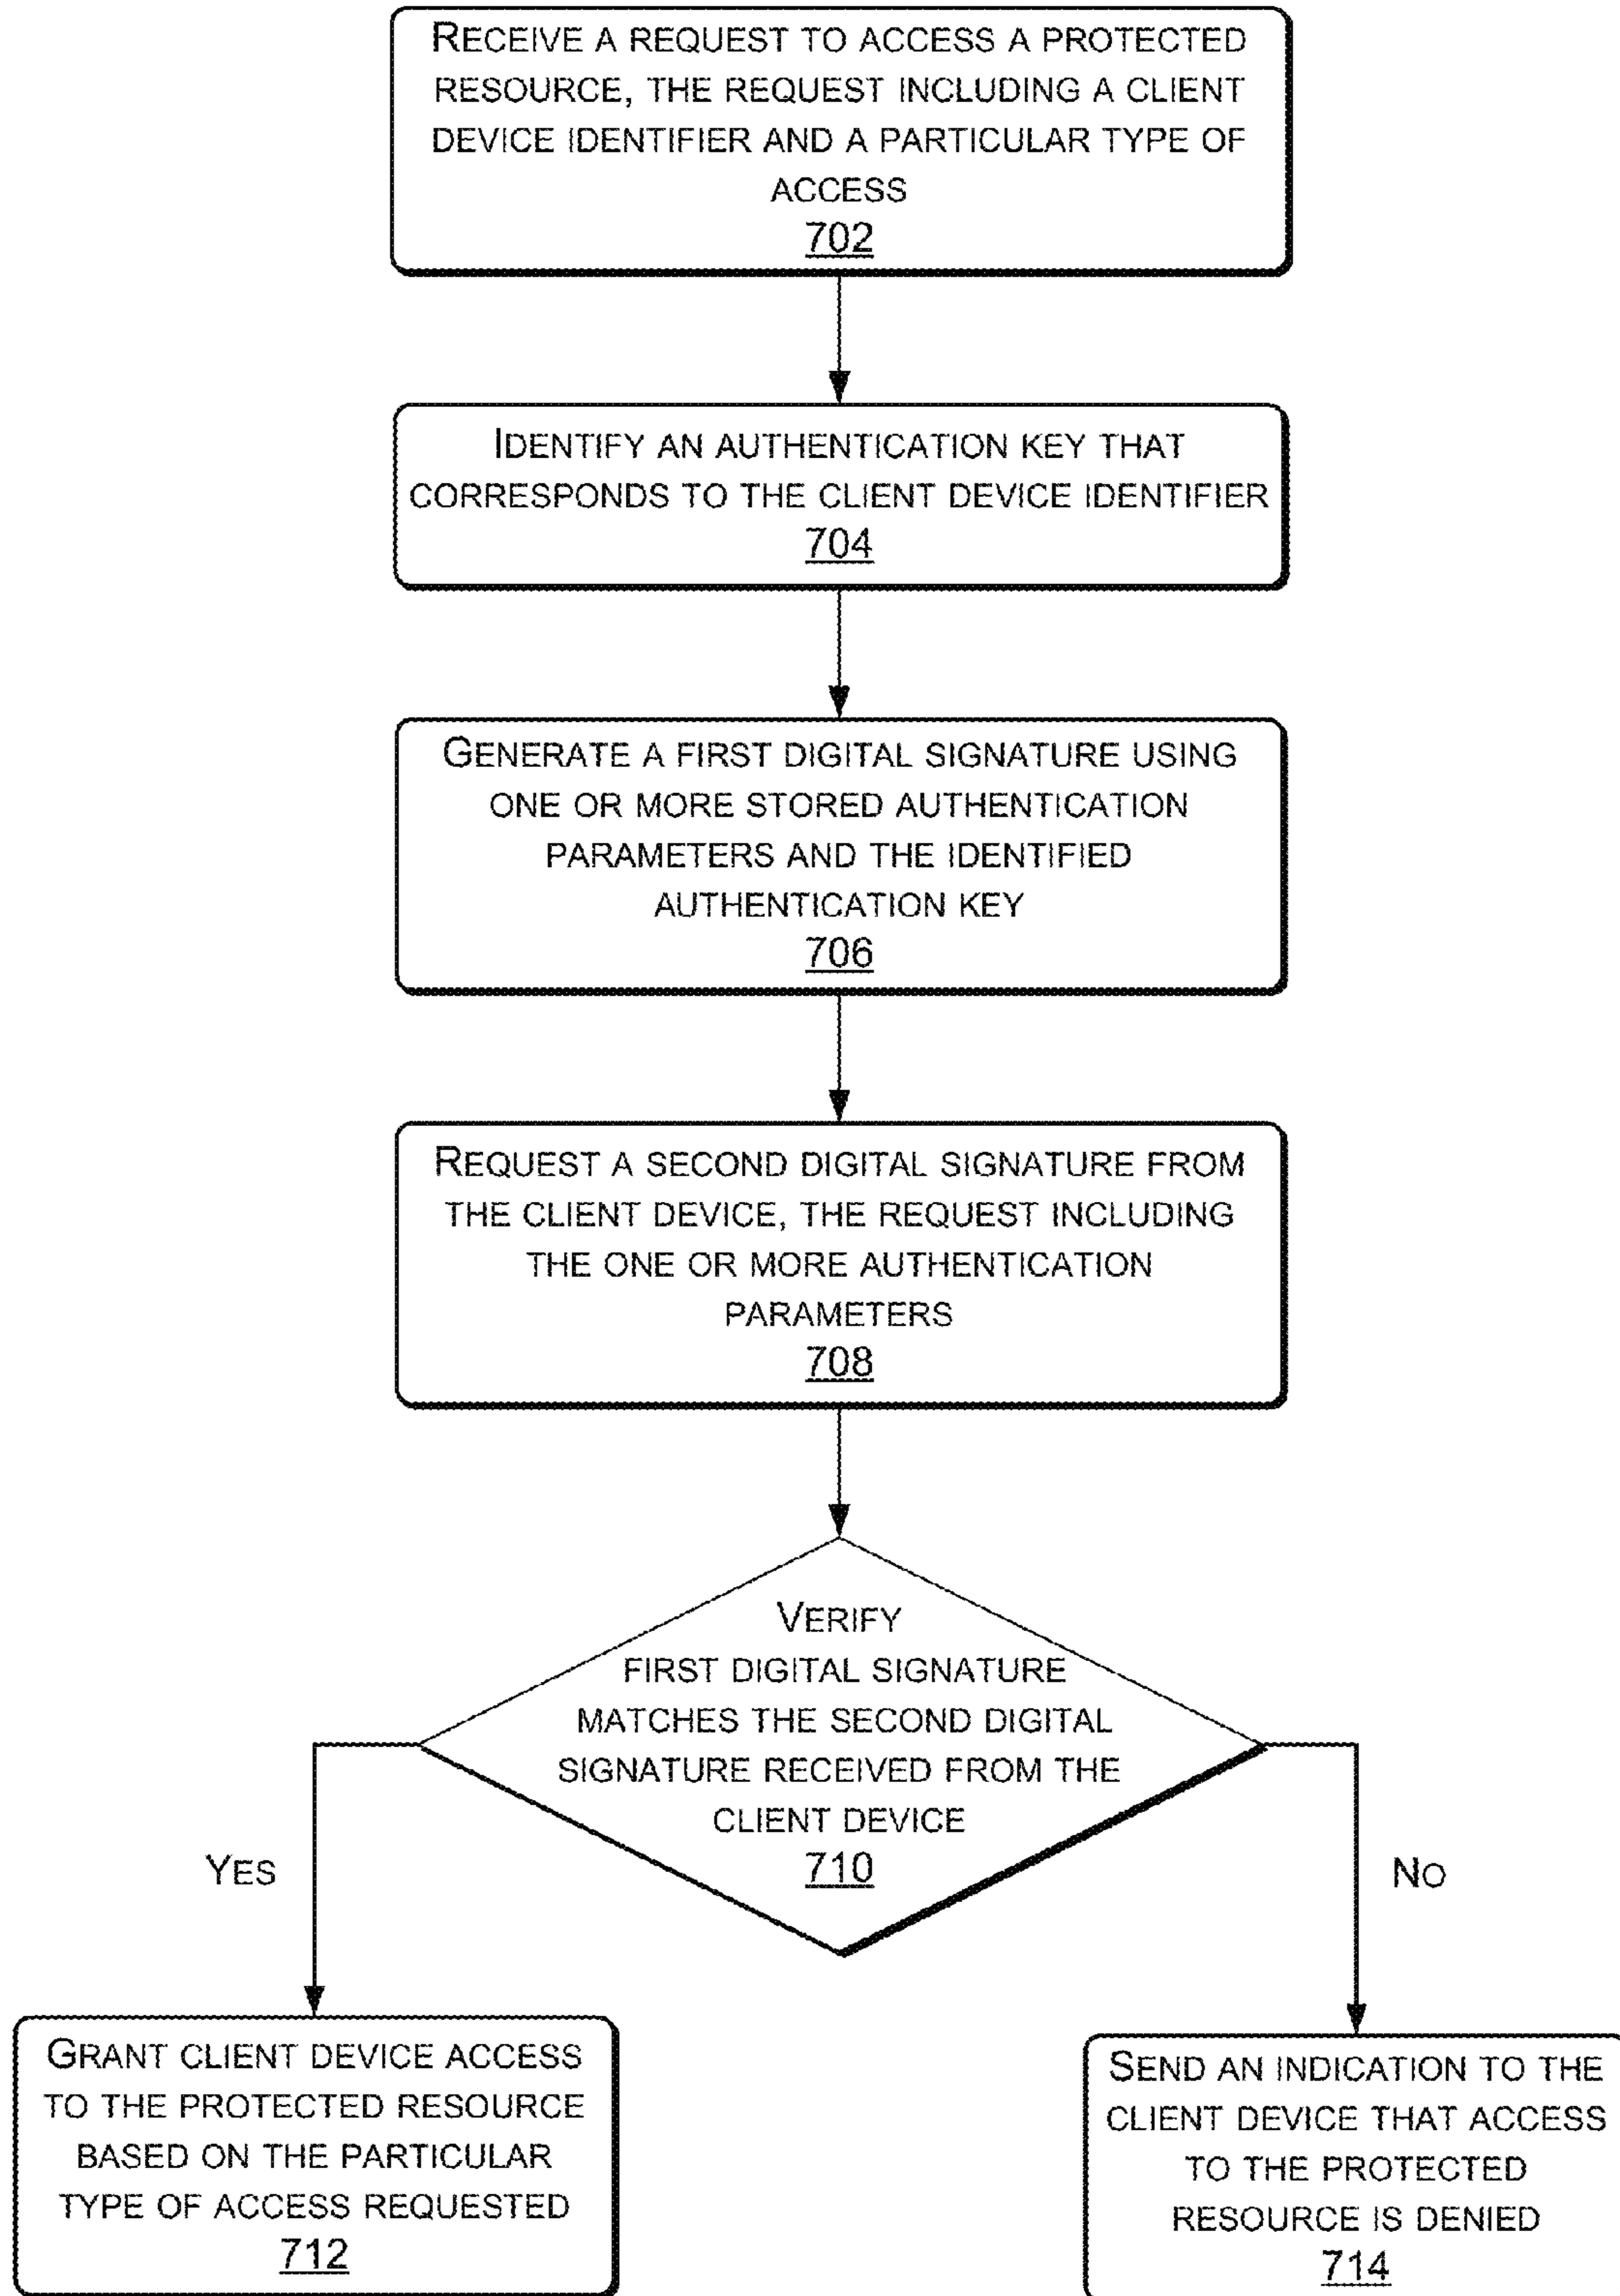 RECEIVE A REQUEST TO ACCESS A PROTECTED
RESOURCE, THE REQUEST INCLUDING A CLIENT
DEVICE IDENTIFIER AND A PARTICULAR TYPE OF
ACCESS
702
IDENTIFY AN AUTHENTICATION KEY THAT
CORRESPONDS TO THE CLIENT DEVICE IDENTIFIER
704
GENERATE A FIRST DIGITAL SIGNATURE USING
ONE OR MORE STORED AUTHENTICATION
PARAMETERS AND THE IDENTIFIED
AUTHENTICATION KEY
706
REQUEST A SECOND DIGITAL SIGNATURE FROM
THE CLIENT DEVICE, THE REQUEST INCLUDING
THE ONE OR MORE AUTHENTICATION
PARAMETERS
708
VERIFY
FIRST DIGITAL SIGNATURE
MATCHES THE SECOND DIGITAL
SIGNATURE RECEIVED FROM THE
CLIENT DEVICE
710
YES
NO
GRANT CLIENT DEVICE ACCESS
TO THE PROTECTED RESOURCE
BASED ON THE PARTICULAR
TYPE OF ACCESS REQUESTED
712
SEND AN INDICATION TO THE
CLIENT DEVICE THAT ACCESS
TO THE PROTECTED
RESOURCE IS DENIED
714